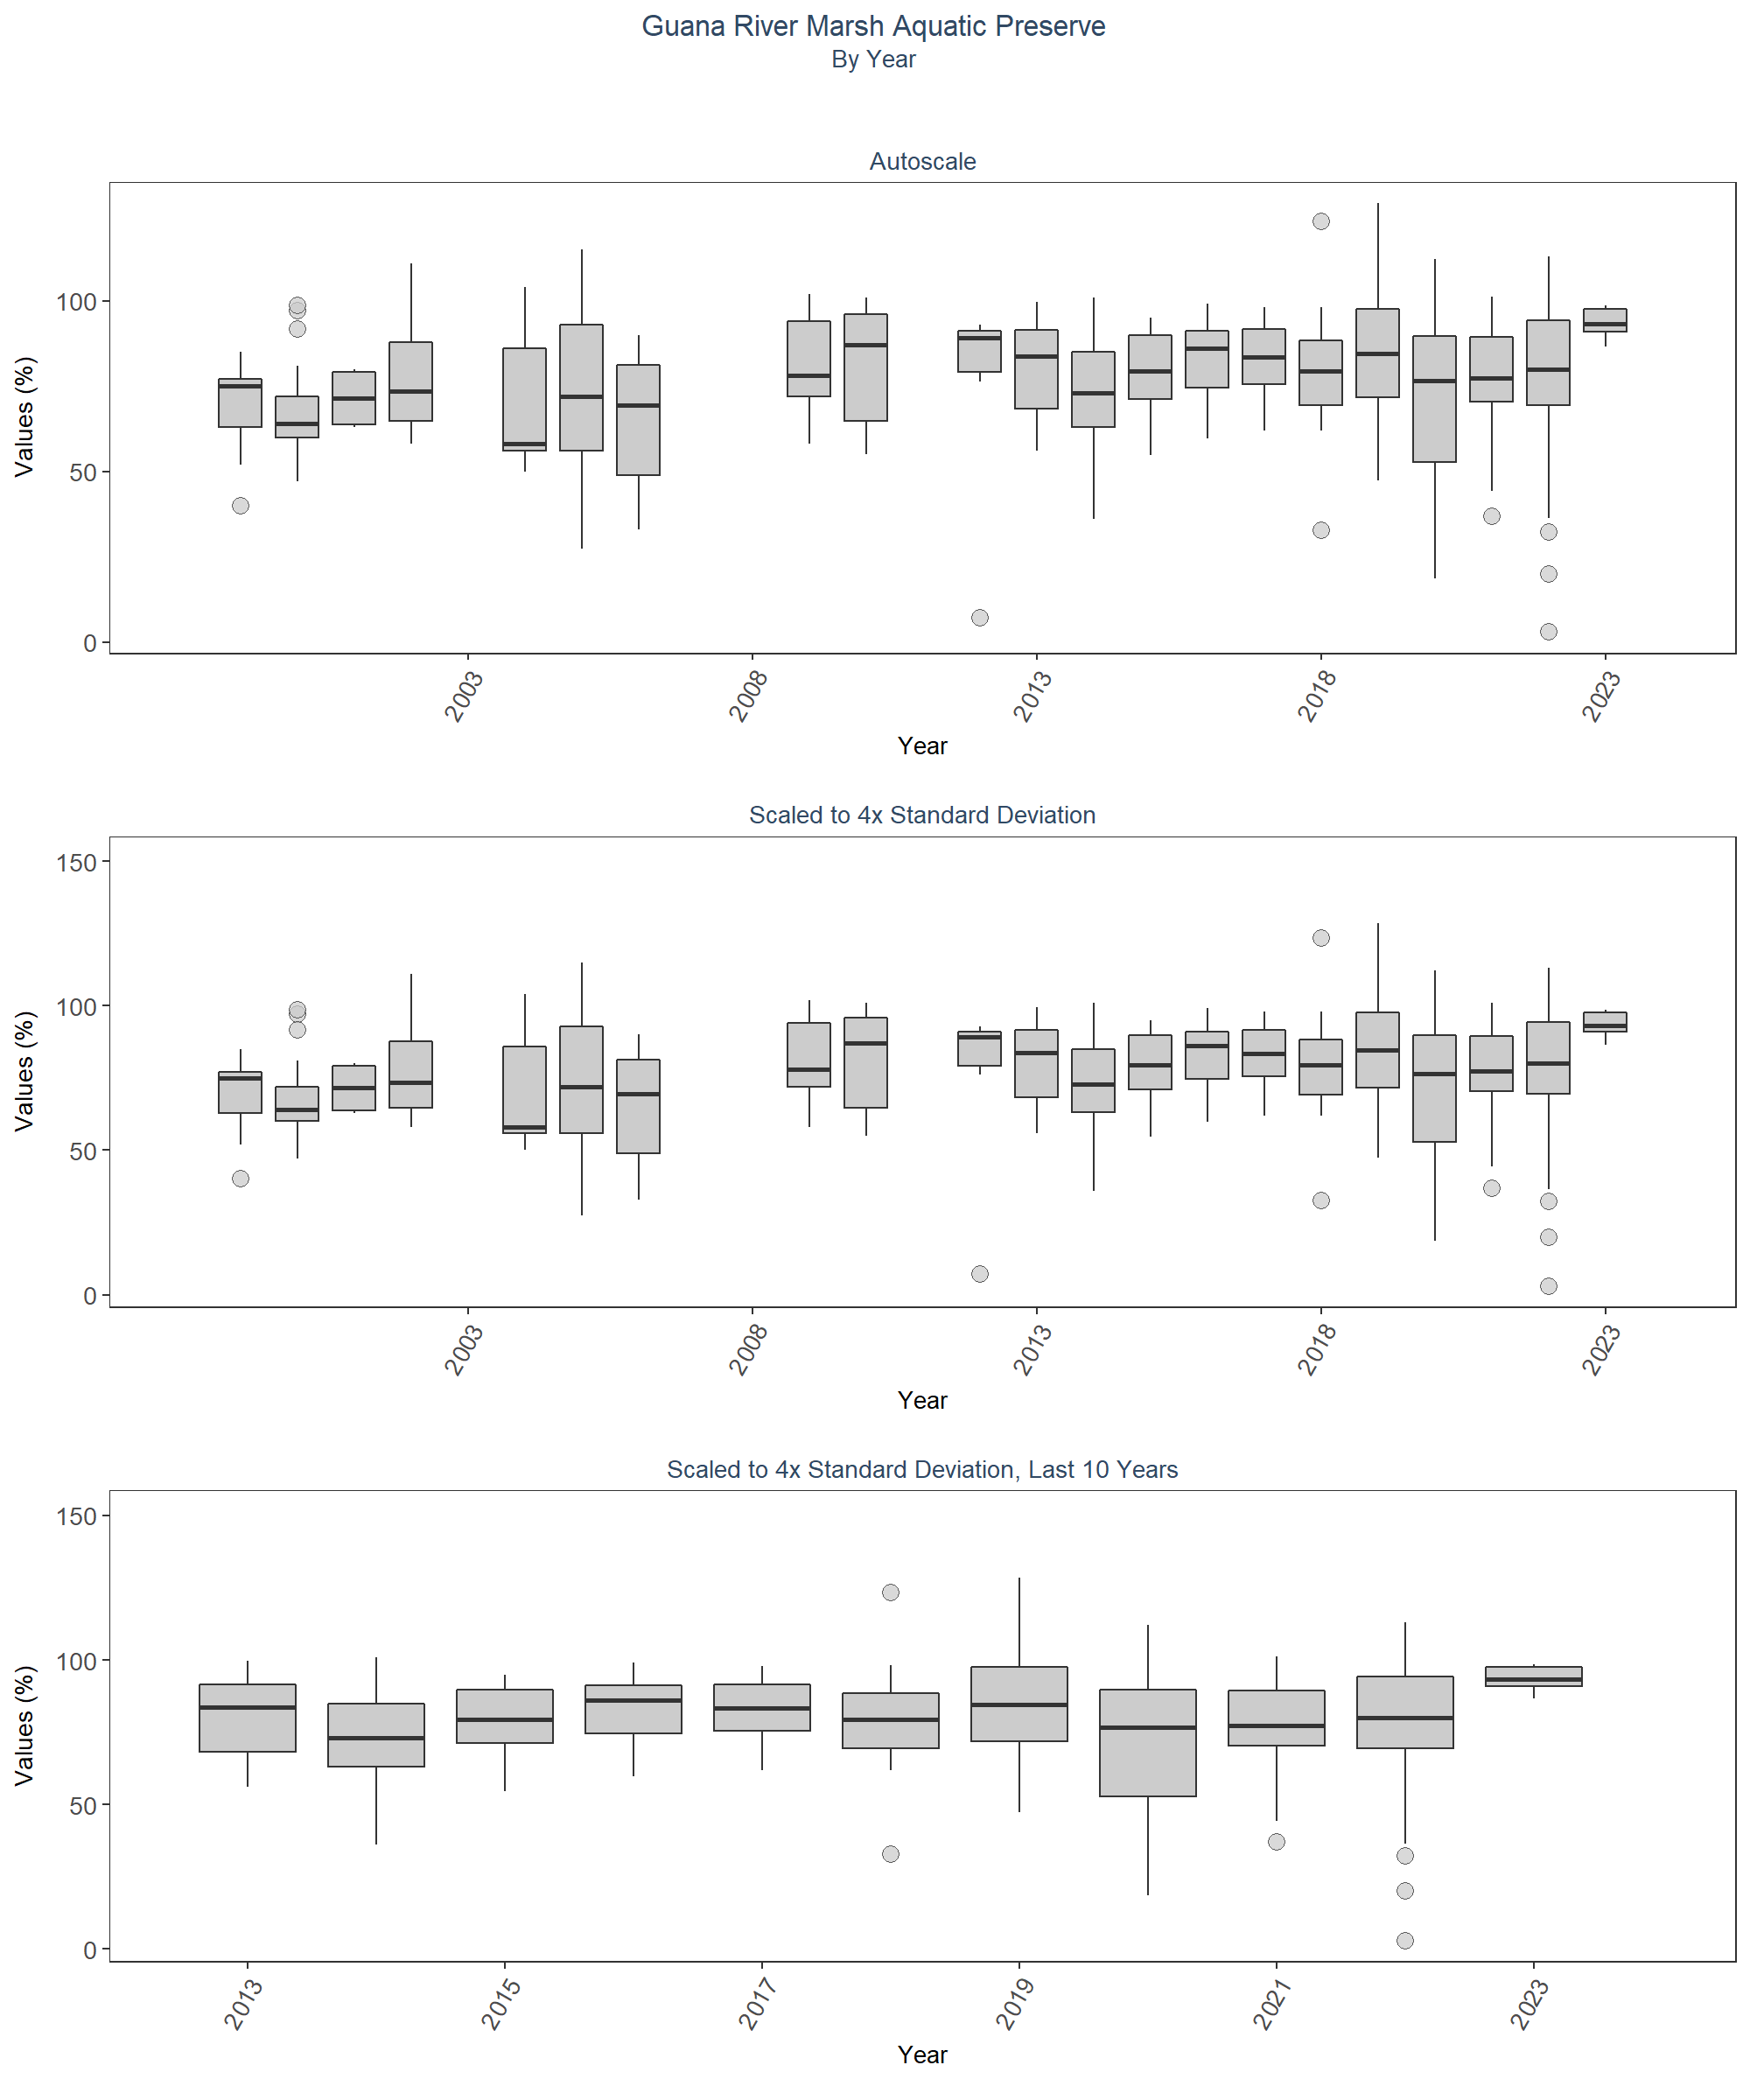 Guana River Marsh Aquatic Preserve
By Year
Autoscale
Values (%)
100
50
0
2003
2008
2013
2018
2023
Year
Scaled to 4x Standard Deviation
Values (%)
150
100
50
0
2003
2008
2013
2018
2023
Year
Scaled to 4x Standard Deviation, Last 10 Years
Values (%)
150
100
50
0
2013
2015
2017
2019
2021
2023
Year